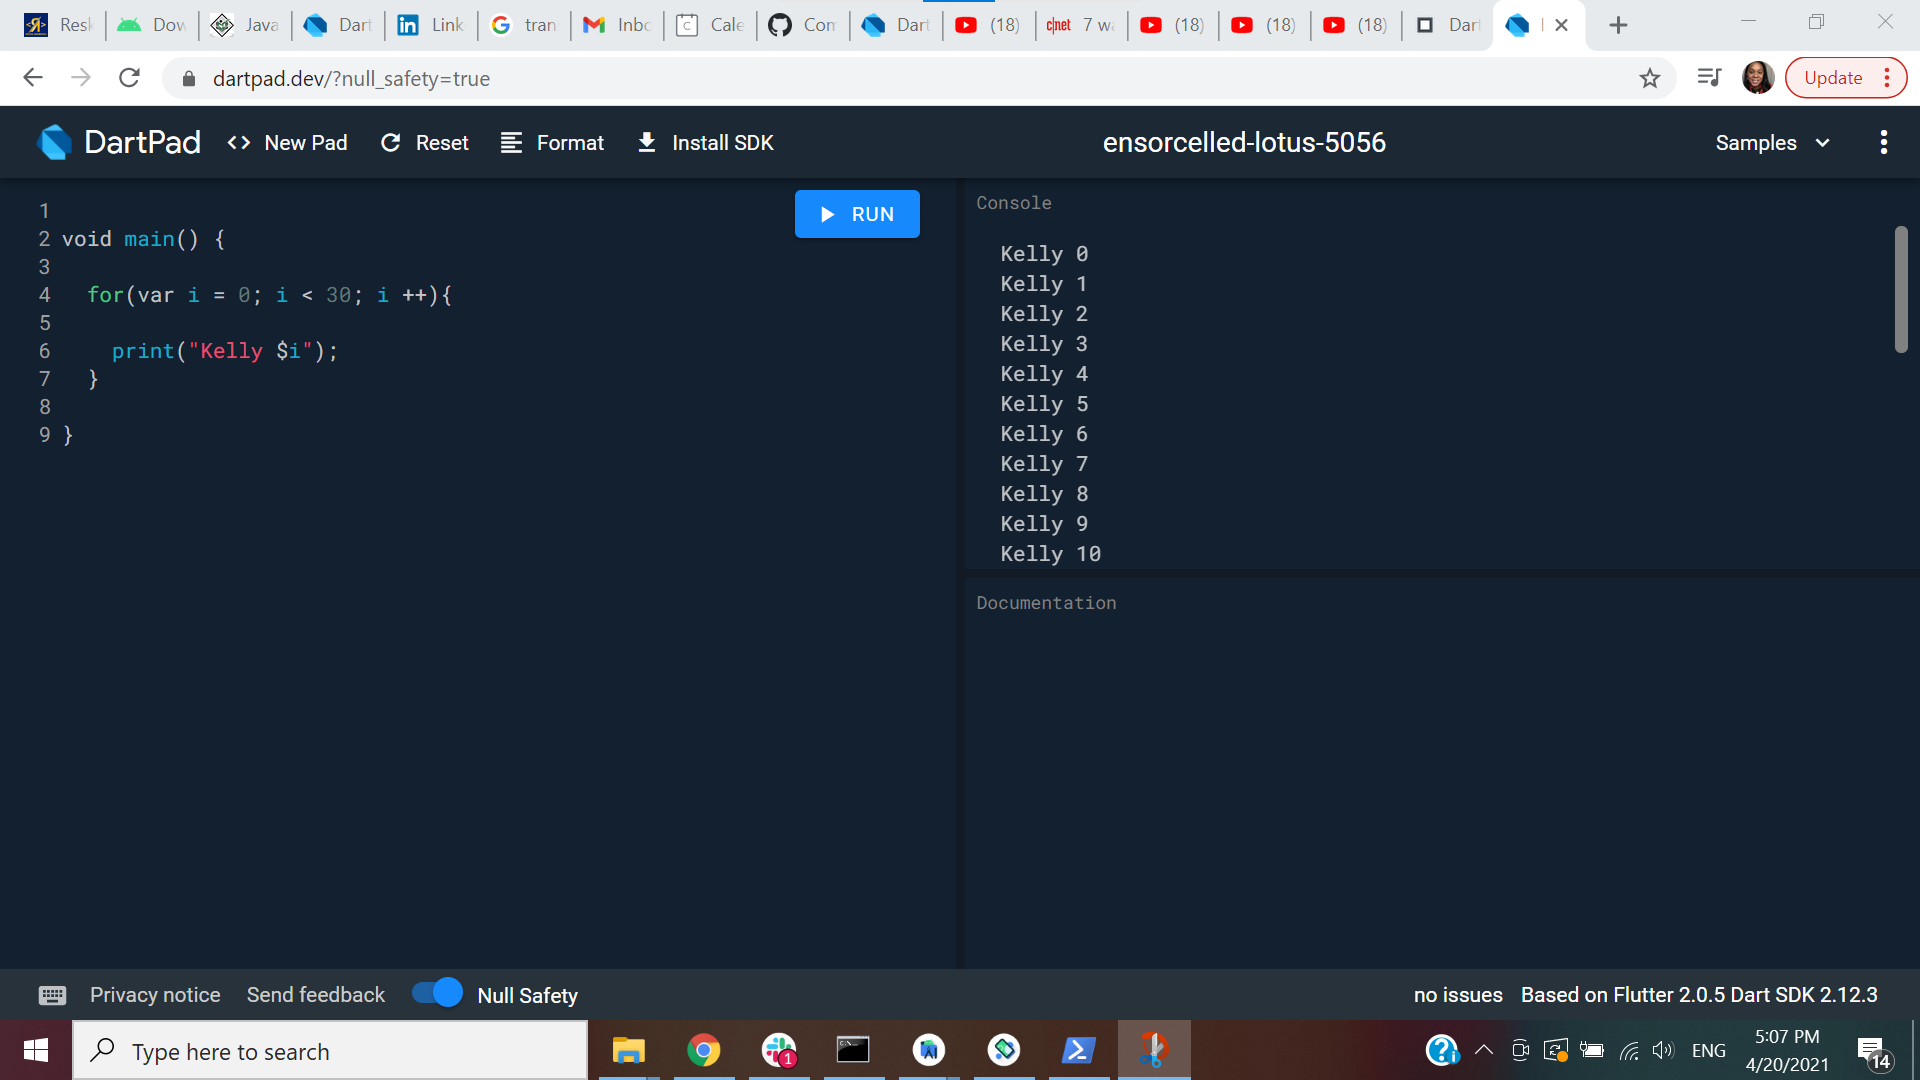 Resk Dow Java Dart Link tran Inbc Cale Con Dart (18) c|net 7 wa (18) (18) (18) Dart
dartpad.dev/?null_safety=true Update
DartPad <> New Pad Reset Format Install SDK ensorcelled-lotus-5056 Samples
RUN
1
2 void main() {
3
4 for(var i = 0; i < 30; i ++){
5
6 print("Kelly $i");
7 }
8
9 }
Console
Kelly 0
Kelly 1
Kelly 2
Kelly 3
Kelly 4
Kelly 5
Kelly 6
Kelly 7
Kelly 8
Kelly 9
Kelly 10
Documentation
Privacy notice Send feedback Null Safety no issues Based on Flutter 2.0.5 Dart SDK 2.12.3
Type here to search 1 ENG 5:07 PM
4/20/2021 14